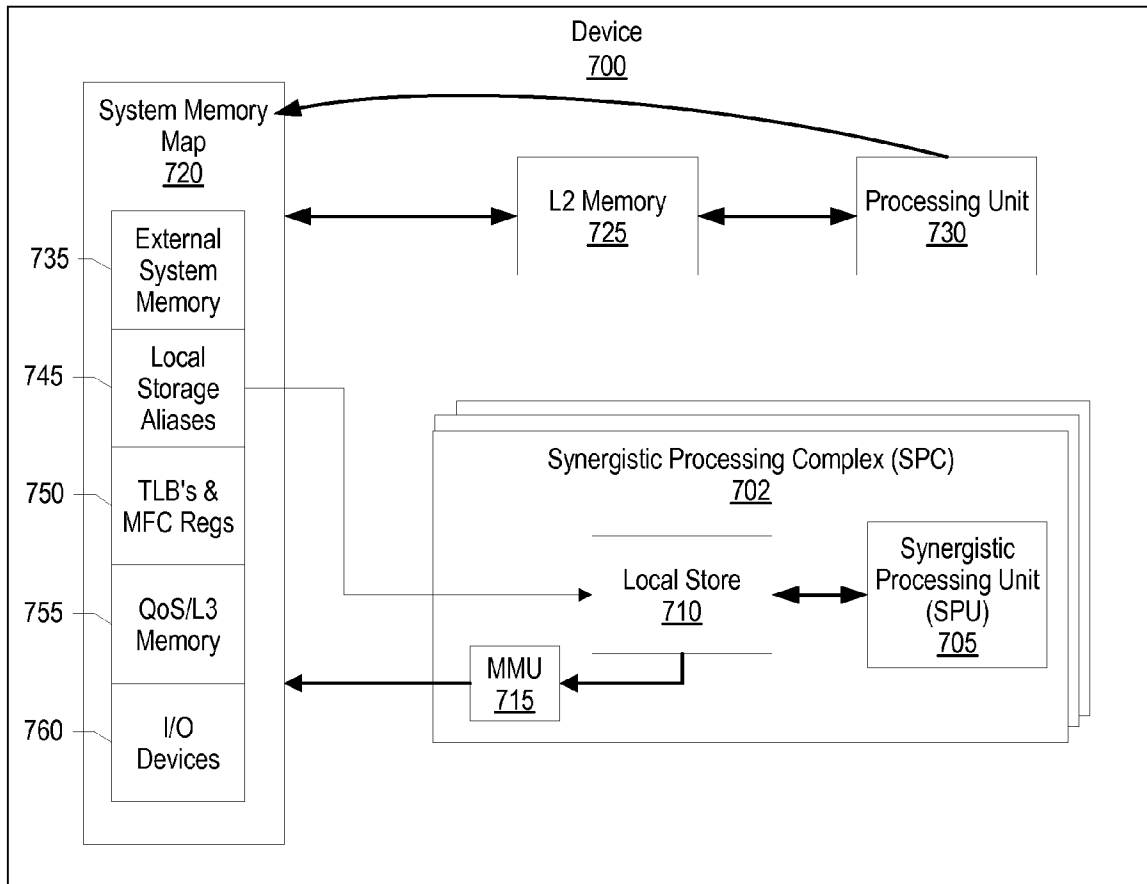 Device
700
System Memory
Map
720
L2 Memory
725
Processing Unit
730
735
External
System
Memory
745
Local
Storage
Aliases
750
TLB's &
MFC Regs
755
QoS/L3
Memory
760
I/O
Devices
Synergistic Processing Complex (SPC)
702
Local Store
710
Synergistic
Processing Unit
(SPU)
705
MMU
715